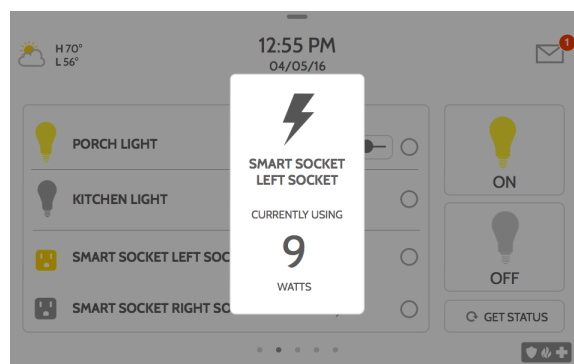 H 70°
L 56°
12:55 PM
04/05/16
1
PORCH LIGHT
KITCHEN LIGHT
SMART SOCKET LEFT SOC
SMART SOCKET RIGHT SO
SMART SOCKET
LEFT SOCKET
CURRENTLY USING
9
WATTS
ON
OFF
GET STATUS